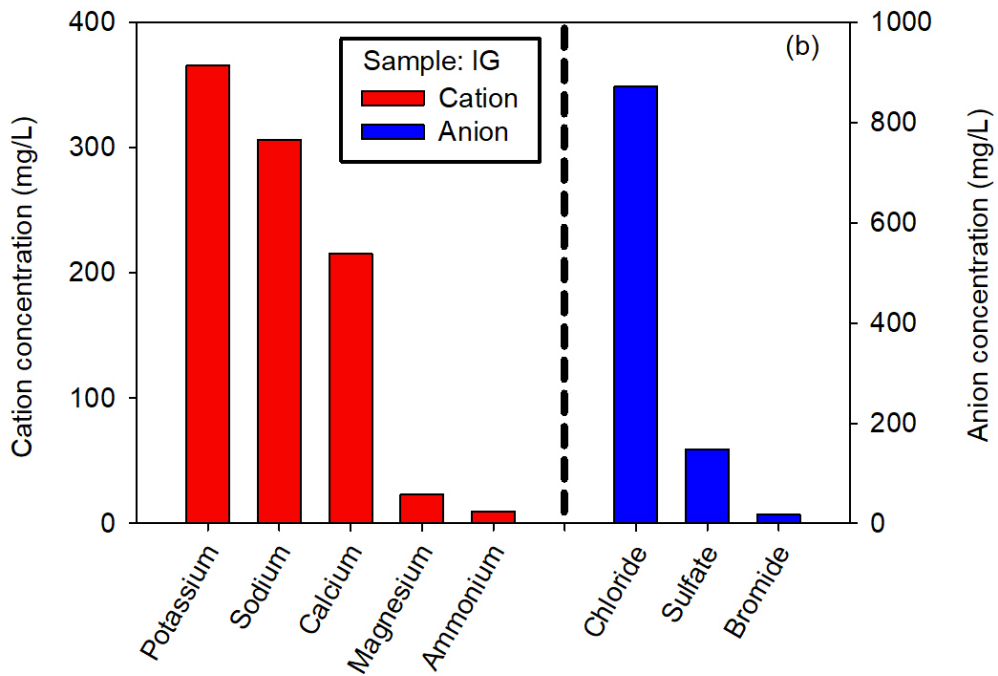 (b)
Sample: IG
Cation
Anion
Cation concentration (mg/L)
400
300
200
100
0
Anion concentration (mg/L)
1000
800
600
400
200
0
Potassium
Sodium
Calcium
Magnesium
Ammonium
Chloride
Sulfate
Bromide